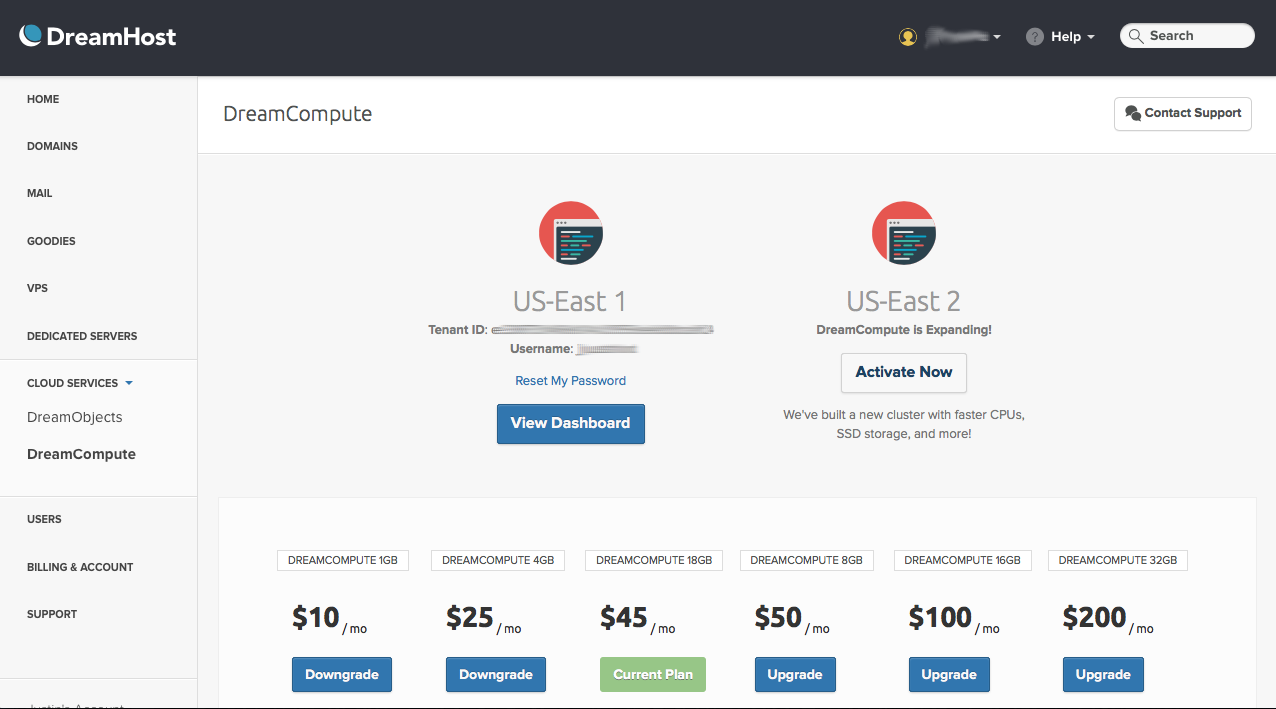 DreamHost
Help
Search
HOME
DOMAINS
MAIL
GOODIES
VPS
DEDICATED SERVERS
CLOUD SERVICES
DreamObjects
DreamCompute
USERS
BILLING & ACCOUNT
SUPPORT
DreamCompute
Contact Support
US-East 1
Tenant ID:
Username:
Reset My Password
View Dashboard
US-East 2
DreamCompute is Expanding!
Activate Now
We've built a new cluster with faster CPUs,
SSD storage, and more!
DREAMCOMPUTE 1GB
$10 / mo
Downgrade
DREAMCOMPUTE 4GB
$25 / mo
Downgrade
DREAMCOMPUTE 18GB
$45 / mo
Current Plan
DREAMCOMPUTE 8GB
$50 / mo
Upgrade
DREAMCOMPUTE 16GB
$100 / mo
Upgrade
DREAMCOMPUTE 32GB
$200 / mo
Upgrade